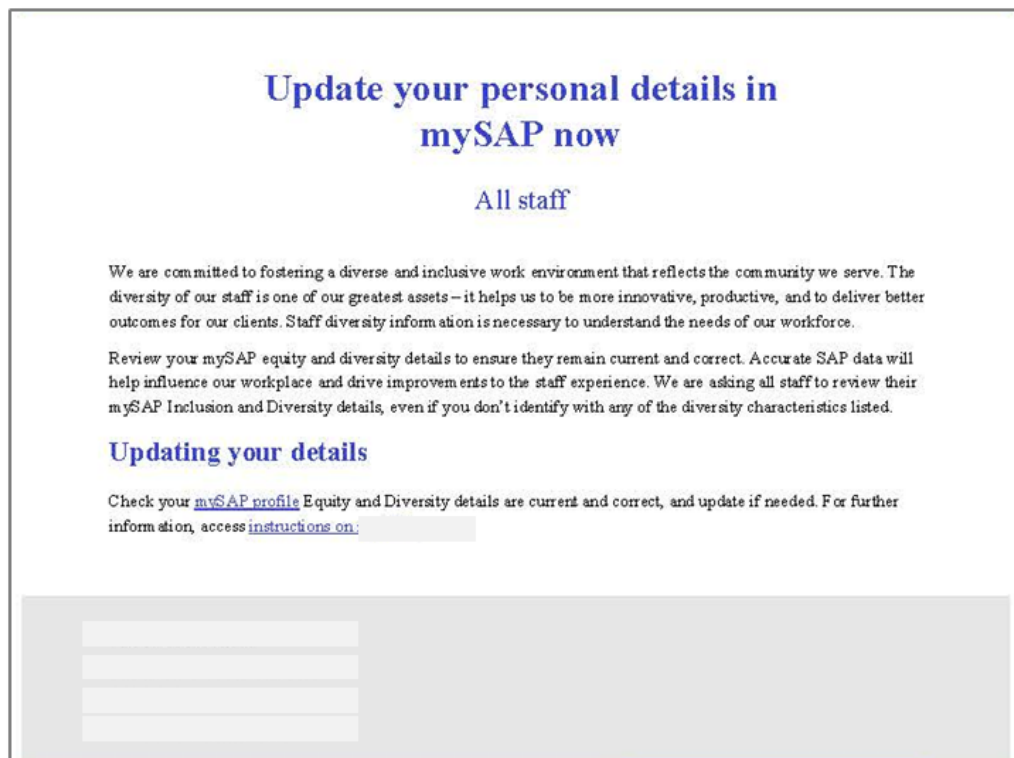 Update your personal details in
mySAP now
All staff
We are committed to fostering a diverse and inclusive work environment that reflects the community we serve. The
diversity of our staff is one of our greatest assets – it helps us to be more innovative, productive, and to deliver better
outcomes for our clients. Staff diversity information is necessary to understand the needs of our workforce.
Review your mySAP equity and diversity details to ensure they remain current and correct. Accurate SAP data will
help influence our workplace and drive improvements to the staff experience. We are asking all staff to review their
mySAP Inclusion and Diversity details, even if you don't identify with any of the diversity characteristics listed.
Updating your details
Check your mySAP profile Equity and Diversity details are current and correct, and update if needed. For further
information, access instructions on